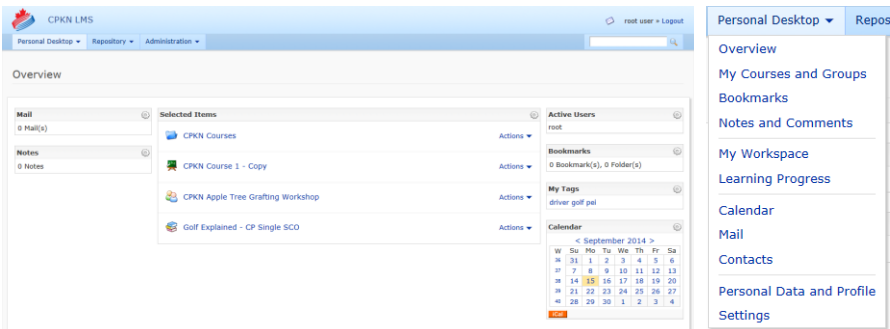 CPKN LMS
root user » Logout
Personal Desktop Repository Administration
Overview
Mail
0 Mail(s)
Notes
0 Notes
Selected Items
CPKN Courses Actions
CPKN Course 1 - Copy Actions
CPKN Apple Tree Grafting Workshop Actions
Golf Explained - CP Single SCO Actions
Active Users
root
Bookmarks
0 Bookmark(s), 0 Folder(s)
My Tags
driver golf pei
Calendar
< September 2014 >
W Su Mo Tu We Th Fr Sa
36 31 1 2 3 4 5 6
37 7 8 9 10 11 12 13
38 14 15 16 17 18 19 20
39 21 22 23 24 25 26 27
40 28 29 30 1 2 3 4
iCal
Personal Desktop Repos
Overview
My Courses and Groups
Bookmarks
Notes and Comments
My Workspace
Learning Progress
Calendar
Mail
Contacts
Personal Data and Profile
Settings